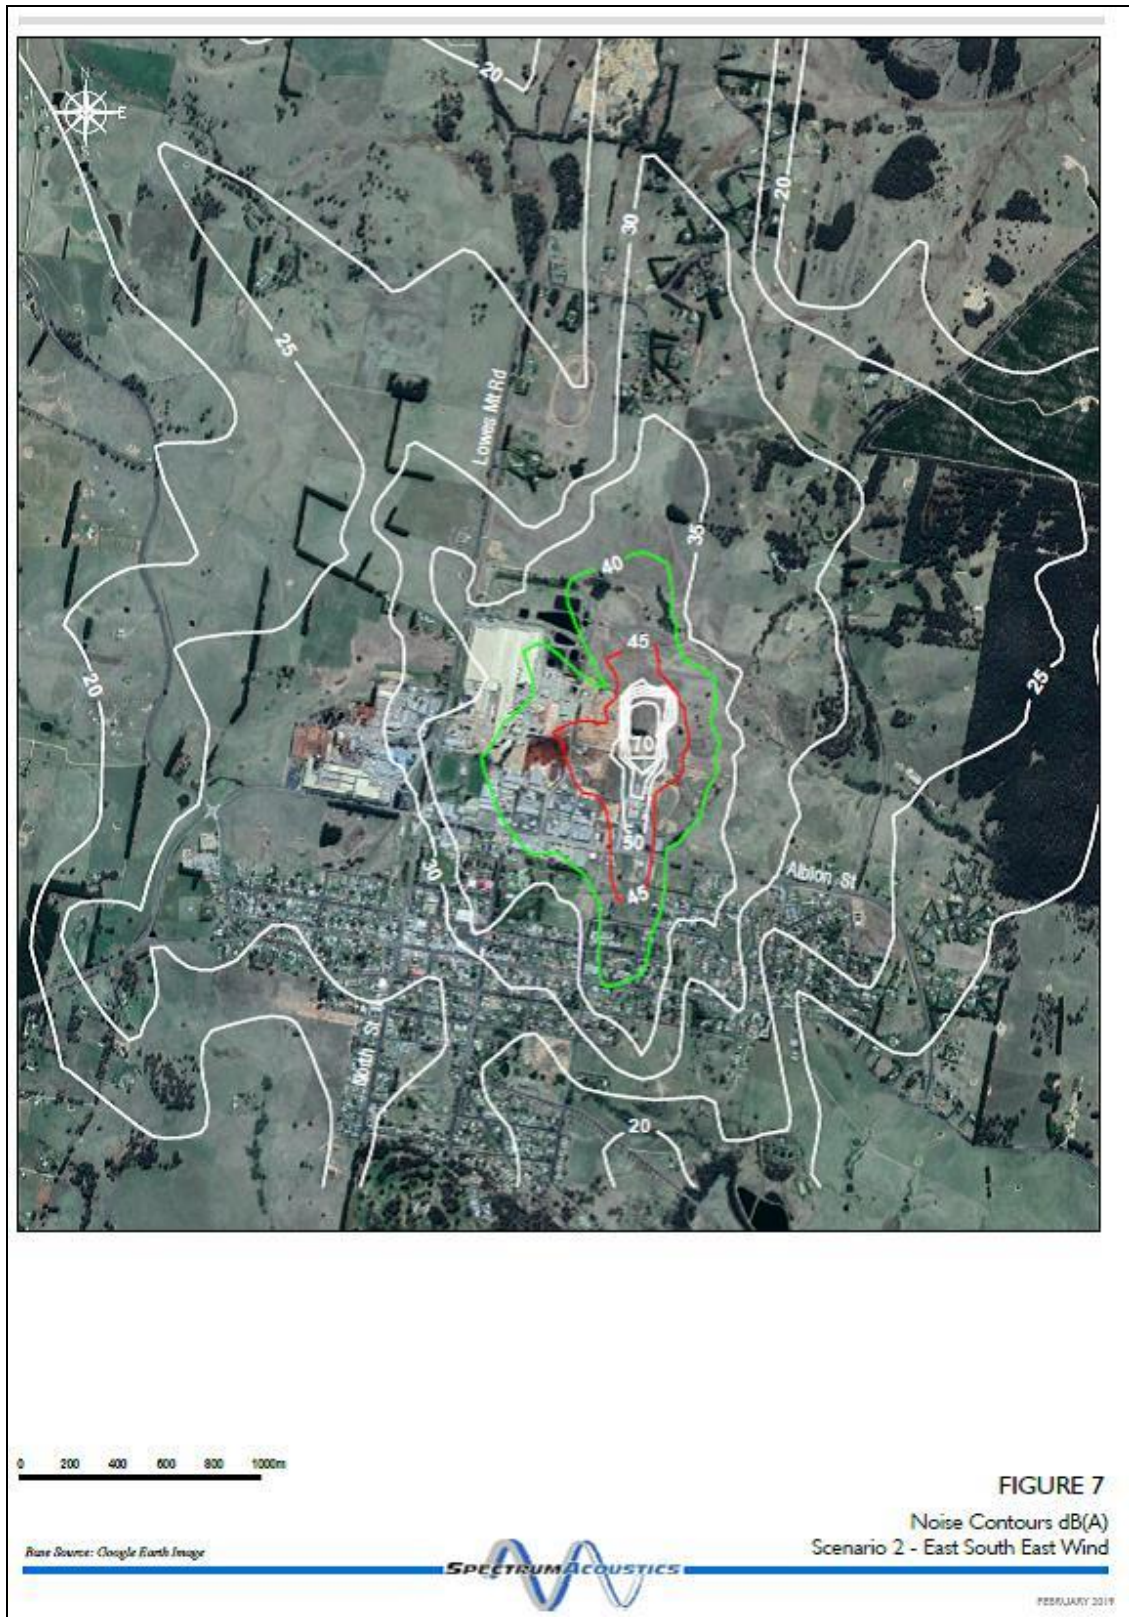 20
N
E
S
20
30
25
Lowes Mt Rd
35
40
45
20
25
70
50
30
Albion St
45
North St
20
0 200 400 600 800 1000m
FIGURE 7
Noise Contours dB(A)
Scenario 2 - East South East Wind
Base Source: Google Earth Image
SPECTRUM ACOUSTICS
FEBRUARY 2019